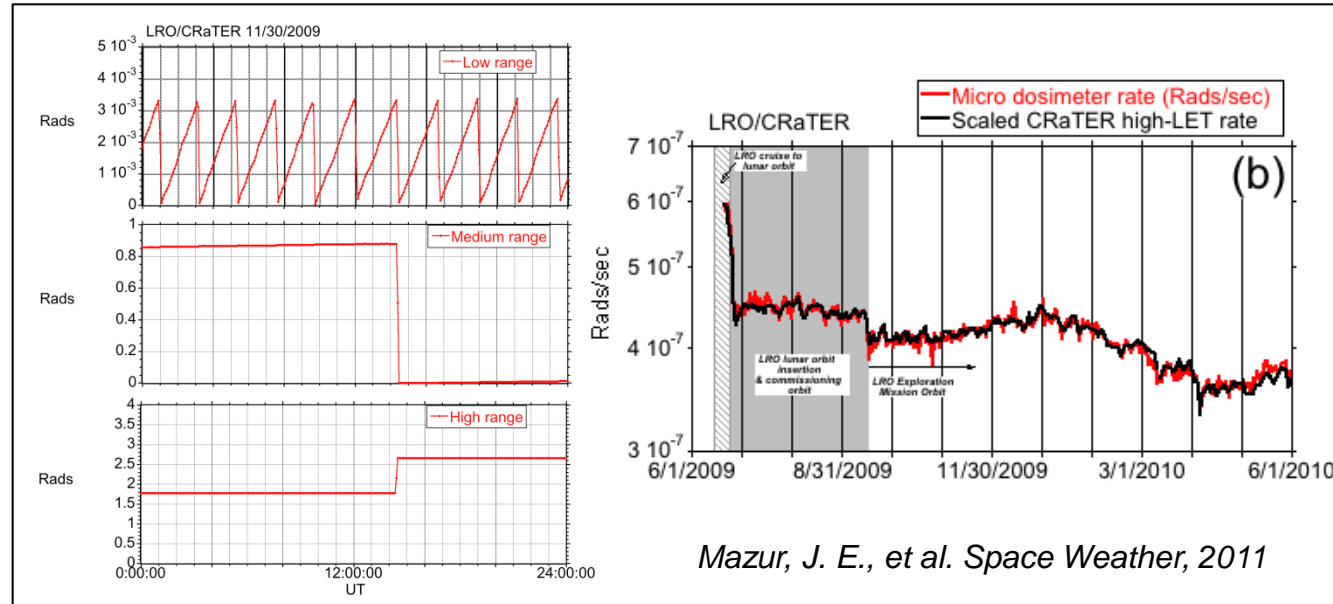 LRO/CRaTER 11/30/2009
5 10^-3
4 10^-3
3 10^-3
2 10^-3
1 10^-3
0
Rads
Low range
1
0.8
0.6
0.4
0.2
0
Rads
Medium range
4
3.5
3
2.5
2
1.5
1
0.5
0
Rads
High range
0:00:00
12:00:00
24:00:00
UT
Micro dosimeter rate (Rads/sec)
Scaled CRaTER high-LET rate
LRO/CRaTER
(b)
7 10^-7
6 10^-7
5 10^-7
4 10^-7
3 10^-7
Rads/sec
LRO cruise to
lunar orbit
LRO lunar orbit
insertion
& commissioning
orbit
LRO Exploration
Mission Orbit
6/1/2009
8/31/2009
11/30/2009
3/1/2010
6/1/2010
Mazur, J. E., et al. Space Weather, 2011